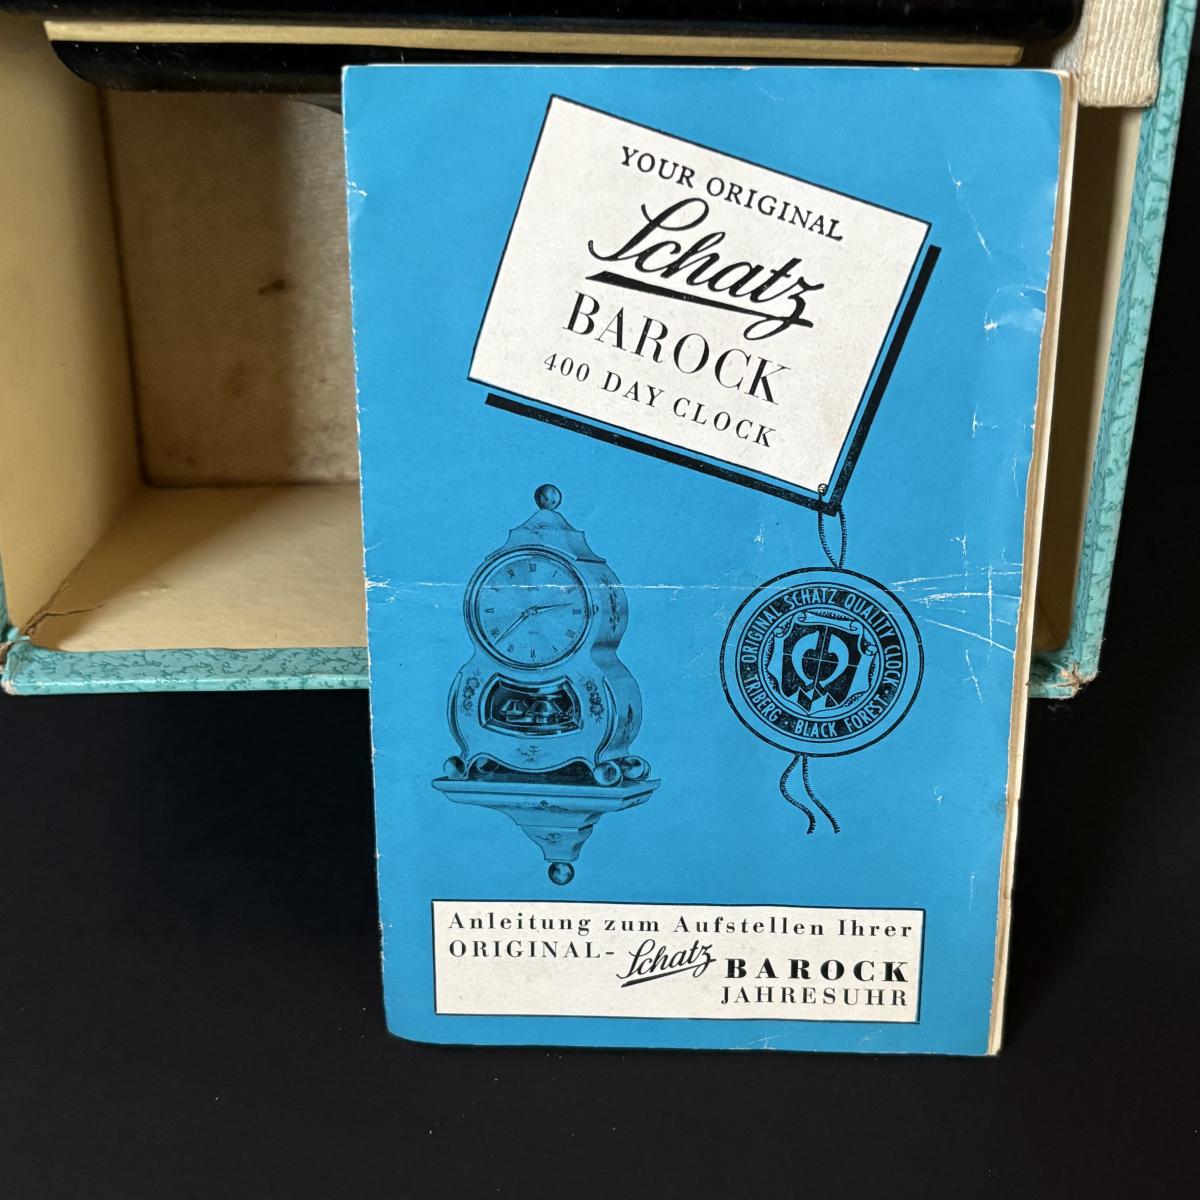 YOUR ORIGINAL
Schatz
BAROCK
400 DAY CLOCK
ORIGINAL SCHATZ QUALITY CLOCK
TRIBERG · BLACK FOREST
Anleitung zum Aufstellen Ihrer
ORIGINAL- Schatz BAROCK
JAHRESUHR